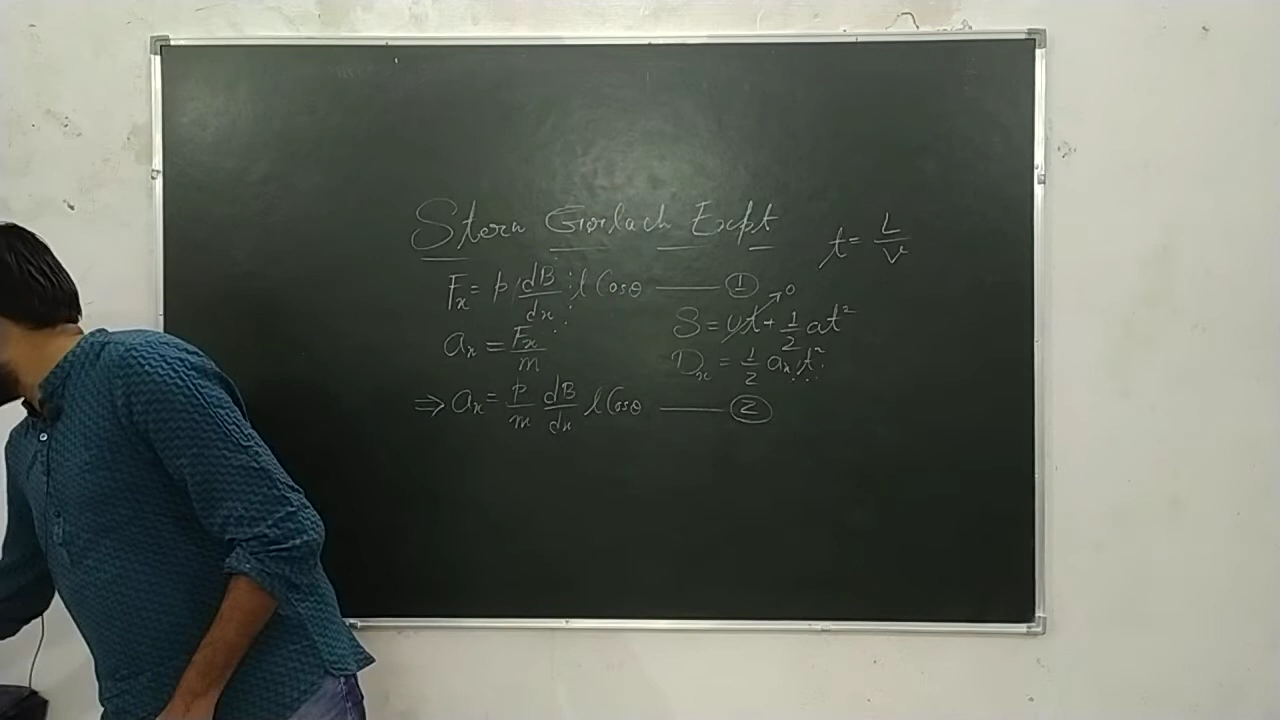 Stern Gerlach Expt
t = L/V
Fx = p dB/dx l Cosθ —— ①
ax = Fx/m
S = ut + 1/2 at²
0
Dx = 1/2 ax t²
⇒ ax = p/m dB/dx l Cosθ —— ②